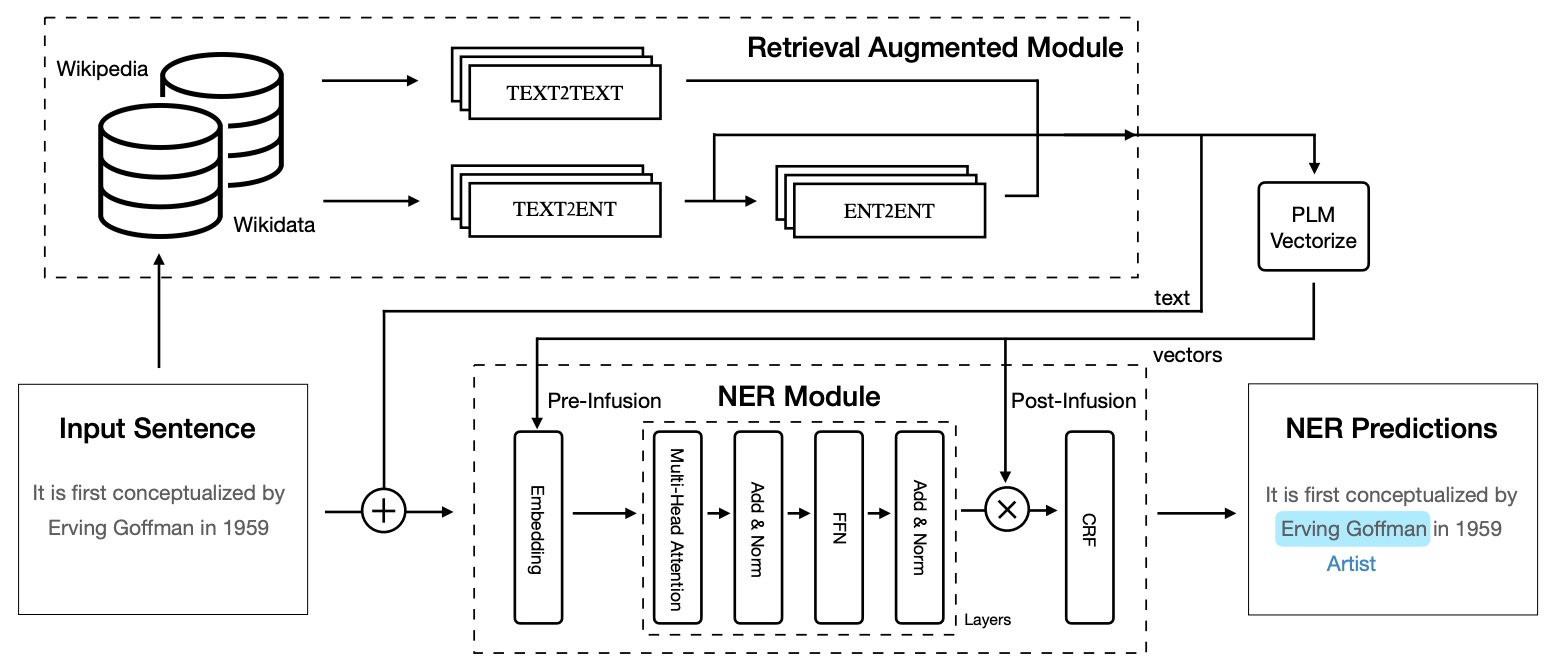 Retrieval Augmented Module
Wikipedia
TEXT2TEXT
TEXT2ENT
ENT2ENT
Wikidata
PLM
Vectorize
text
vectors
Input Sentence
It is first conceptualized by
Erving Goffman in 1959
NER Module
Pre-Infusion
Post-Infusion
Embedding
Multi-Head Attention
Add & Norm
FFN
Add & Norm
Layers
CRF
NER Predictions
It is first conceptualized by
Erving Goffman in 1959
Artist